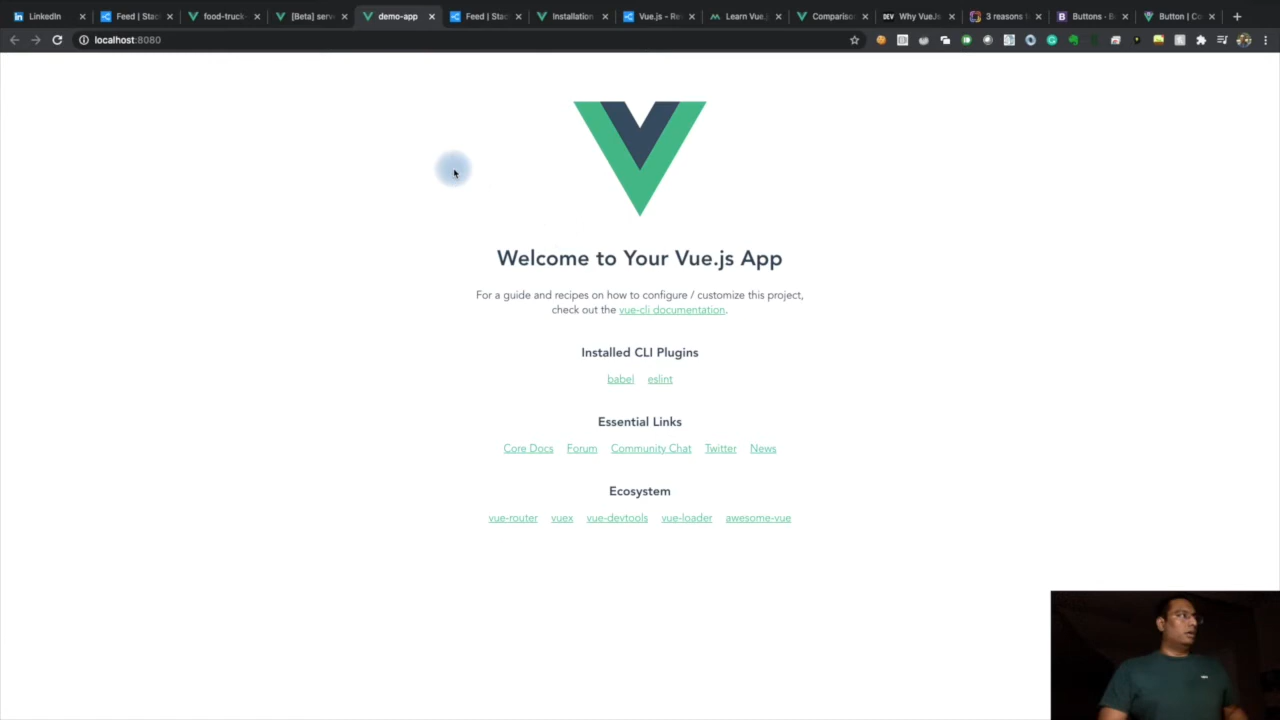 LinkedIn
Feed | Stac
food-truck-
[Beta] serv
demo-app
Feed | Stac
Installation
Vue.js - Re
Learn Vue.j
Comparison
DEV Why VueJs
3 reasons
B Buttons · B
Button | Co
localhost:8080
Welcome to Your Vue.js App
For a guide and recipes on how to configure / customize this project,
check out the vue-cli documentation.
Installed CLI Plugins
babel eslint
Essential Links
Core Docs Forum Community Chat Twitter News
Ecosystem
vue-router vuex vue-devtools vue-loader awesome-vue